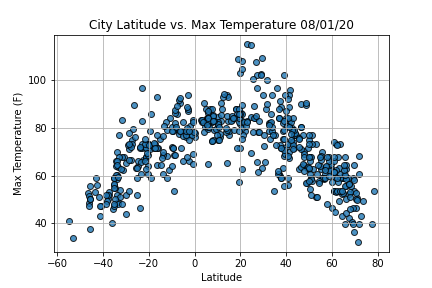 City Latitude vs. Max Temperature 08/01/20
Max Temperature (F)
100
80
60
40
−60 −40 −20 0 20 40 60 80
Latitude